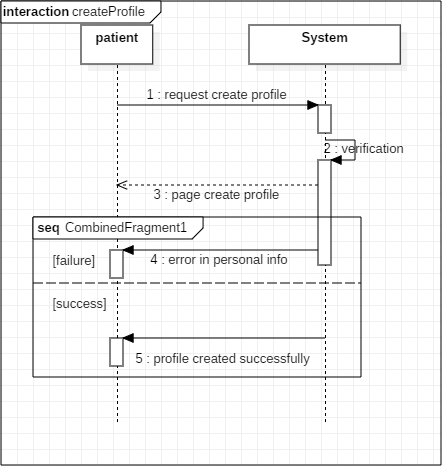 interaction createProfile
patient
System
1 : request create profile
2 : verification
3 : page create profile
seq CombinedFragment1
[failure]
4 : error in personal info
[success]
5 : profile created successfully